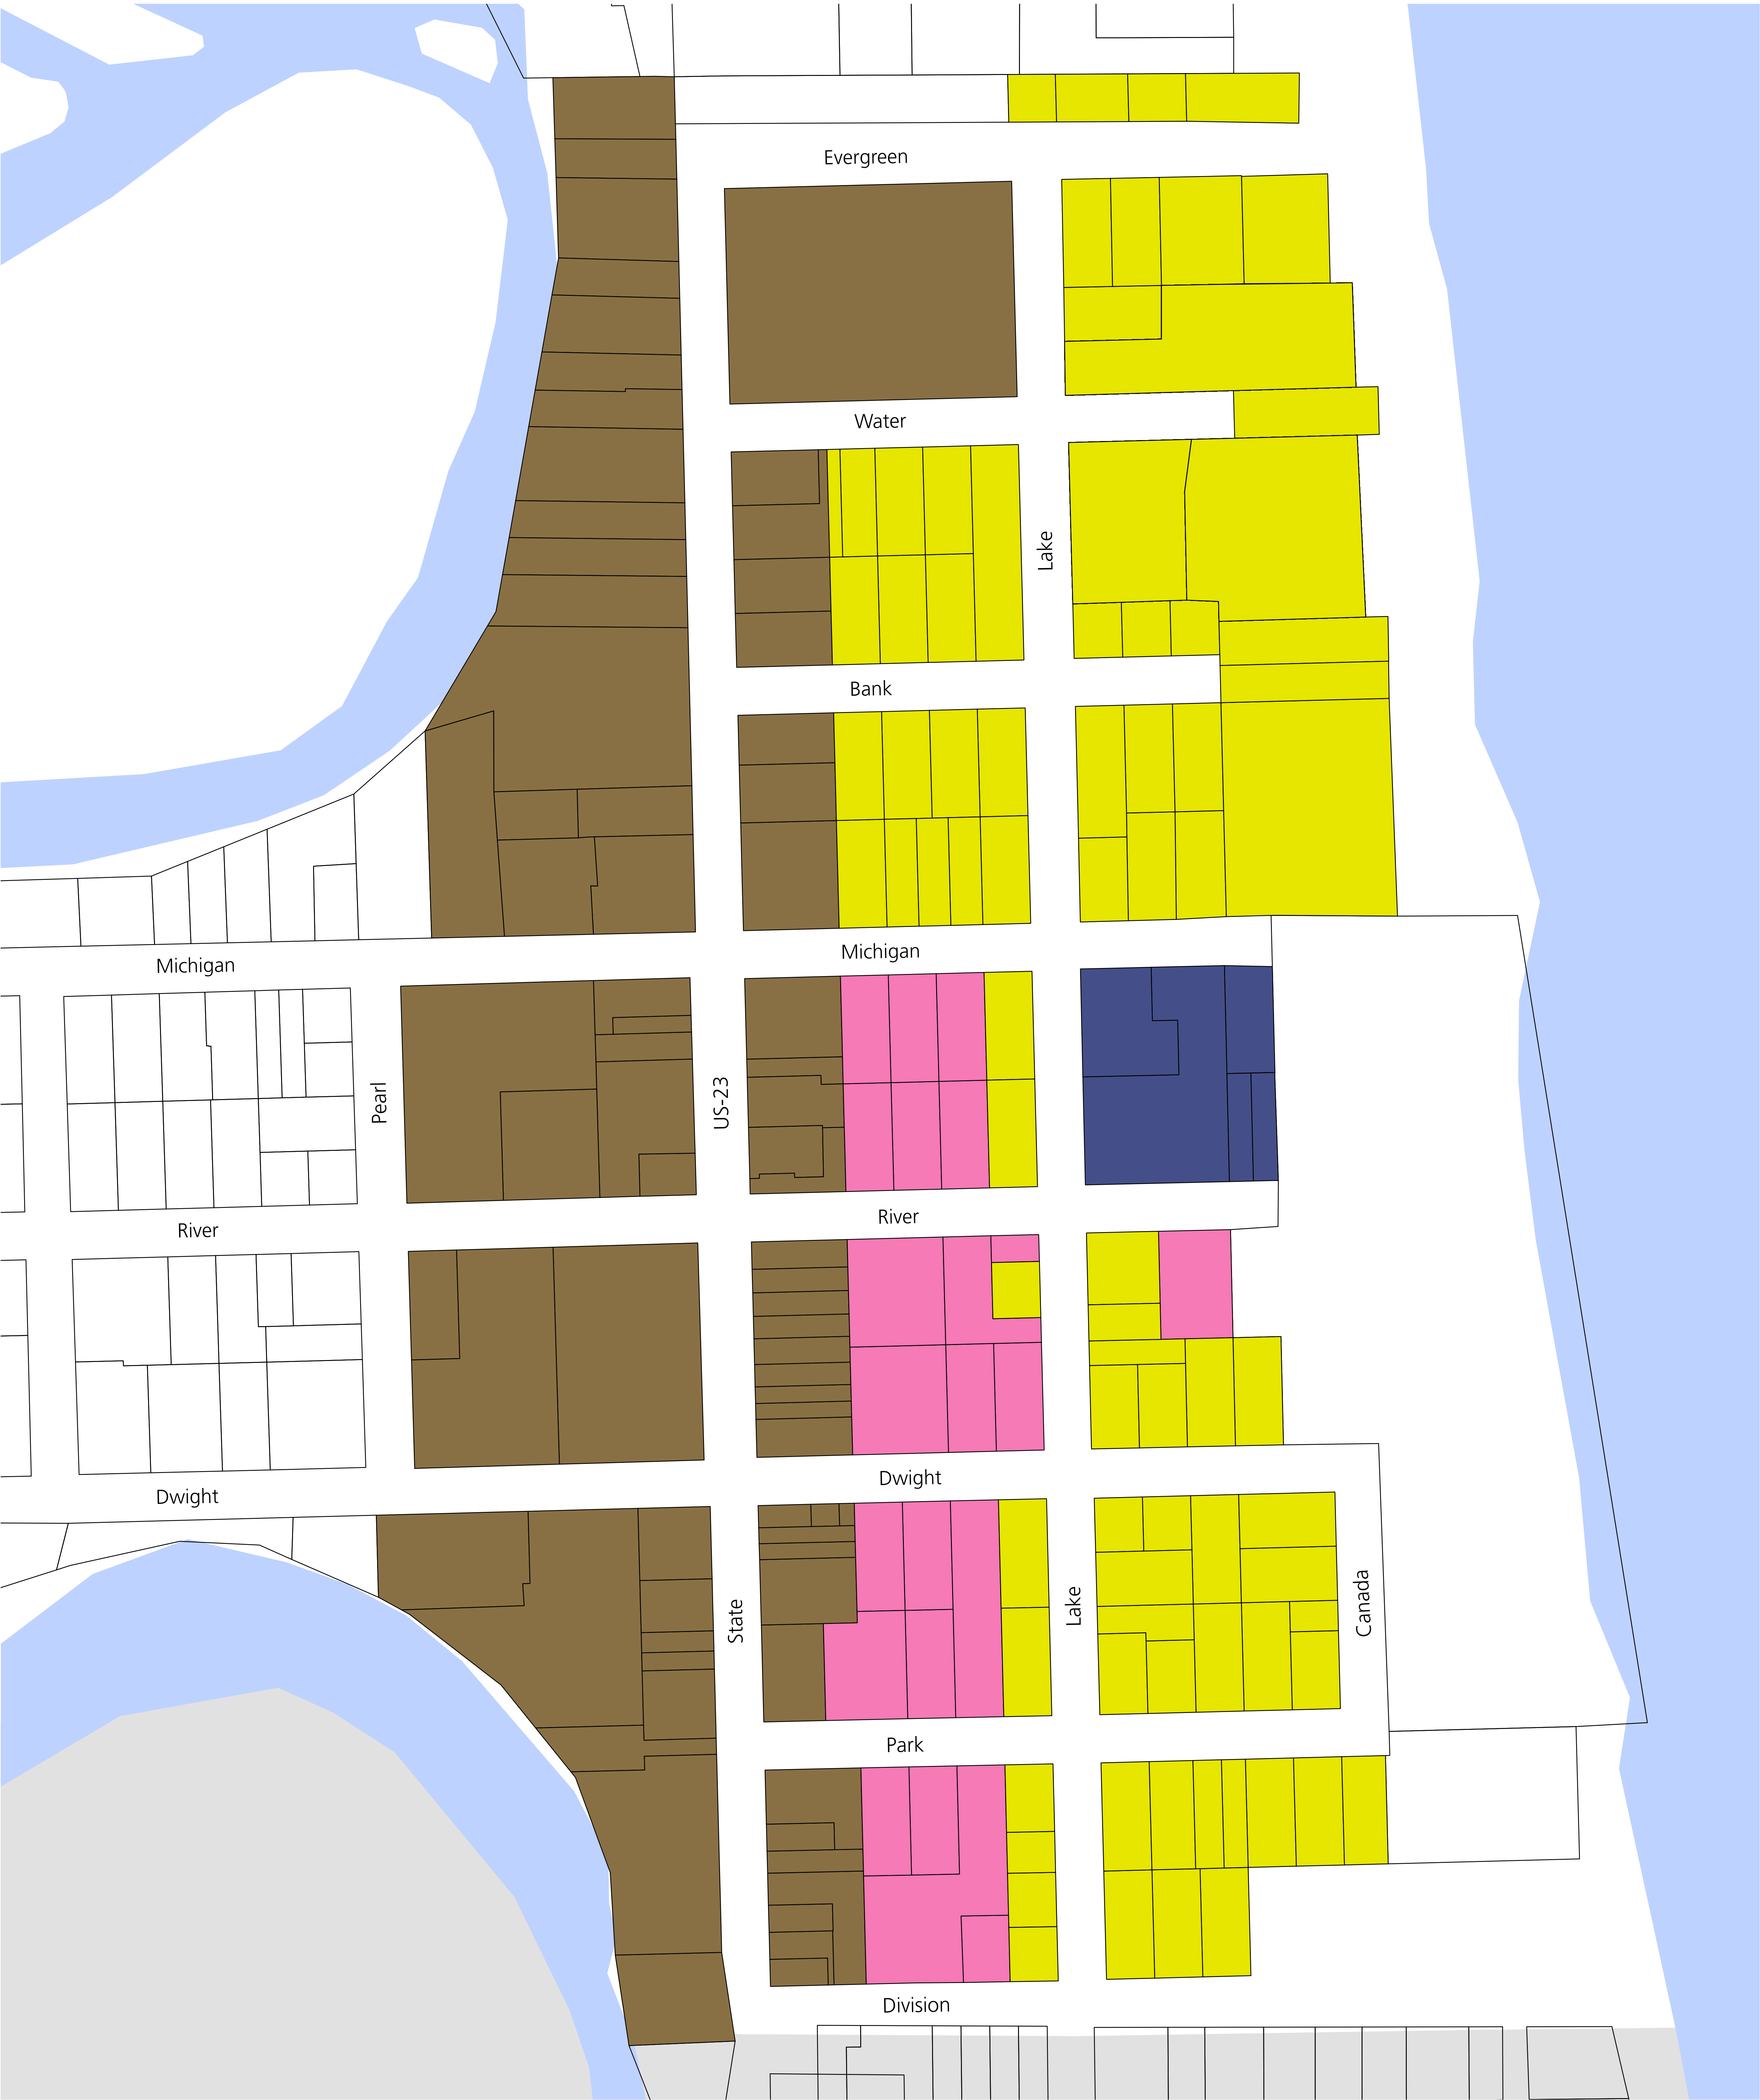 Evergreen
Water
Lake
Bank
Michigan
Michigan
Pearl
US-23
River
River
Dwight
Dwight
State
Lake
Canada
Park
Division